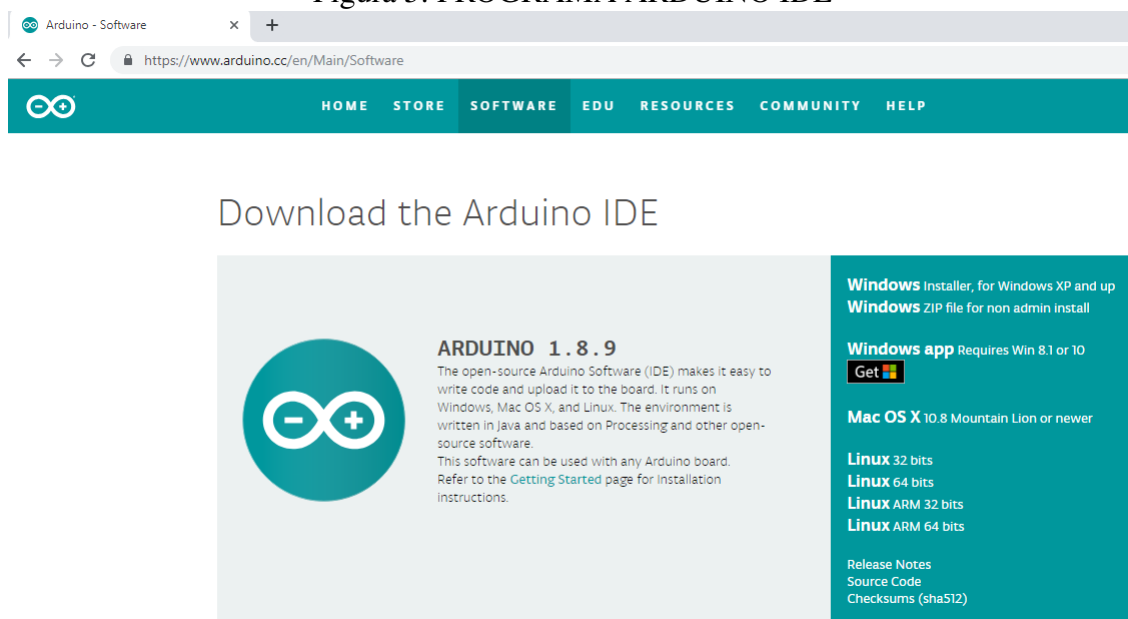 Figura 5. PROGRAMA ARDUINO IDE
Arduino - Software
https://www.arduino.cc/en/Main/Software
HOME STORE SOFTWARE EDU RESOURCES COMMUNITY HELP
Download the Arduino IDE
ARDUINO 1.8.9
The open-source Arduino Software (IDE) makes it easy to
write code and upload it to the board. It runs on
Windows, Mac OS X, and Linux. The environment is
written in Java and based on Processing and other open-
source software.
This software can be used with any Arduino board.
Refer to the Getting Started page for Installation
instructions.
Windows Installer, for Windows XP and up
Windows ZIP file for non admin install
Windows app Requires Win 8.1 or 10
Get
Mac OS X 10.8 Mountain Lion or newer
Linux 32 bits
Linux 64 bits
Linux ARM 32 bits
Linux ARM 64 bits
Release Notes
Source Code
Checksums (sha512)